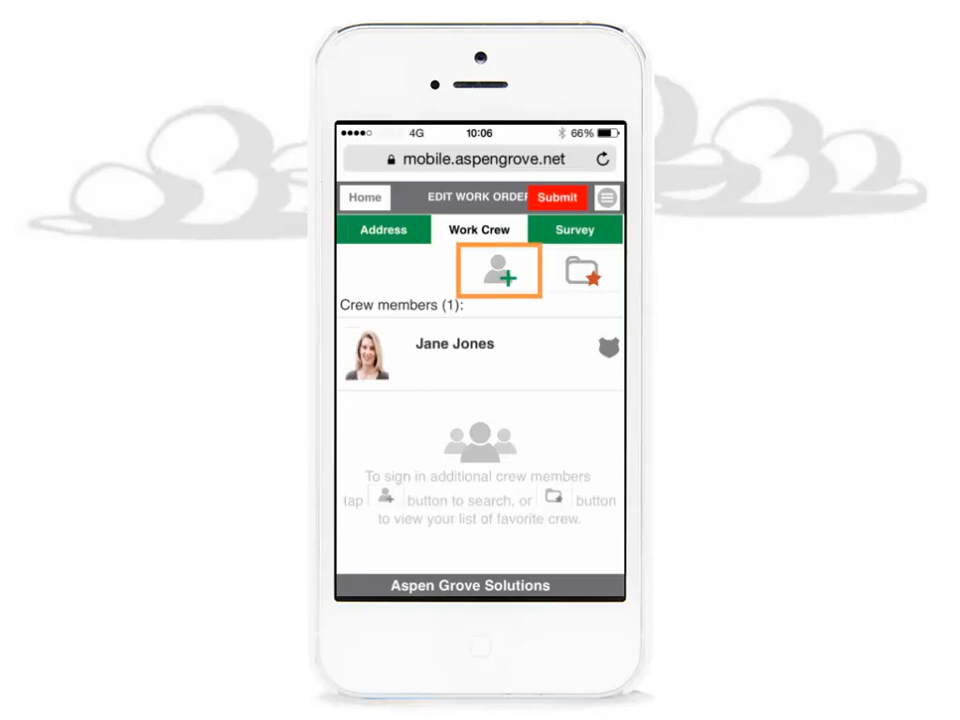 4G 10:06 66%
mobile.aspengrove.net
Home EDIT WORK ORDER Submit
Address Work Crew Survey
Crew members (1):
Jane Jones
To sign in additional crew members
tap button to search, or button
to view your list of favorite crew.
Aspen Grove Solutions